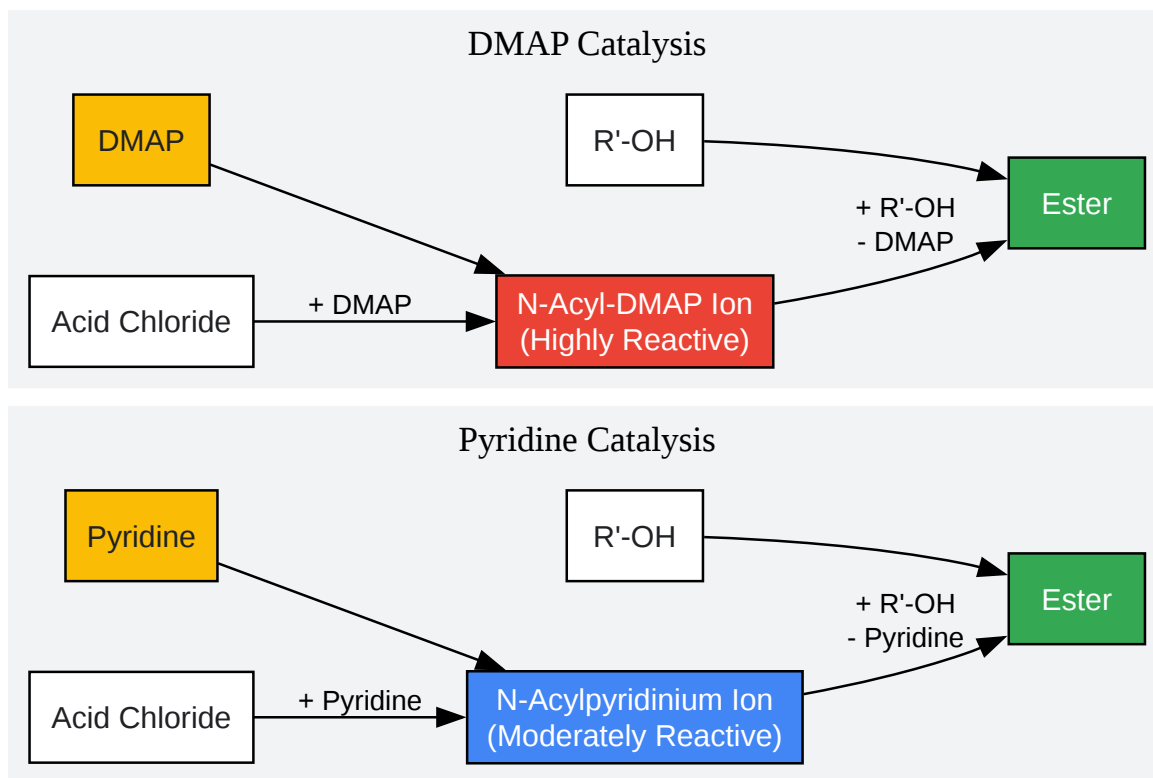 DMAP Catalysis
DMAP
R'-OH
Ester
+ R'-OH
- DMAP
Acid Chloride
+ DMAP
N-Acyl-DMAP Ion
(Highly Reactive)
Pyridine Catalysis
Pyridine
R'-OH
Ester
+ R'-OH
- Pyridine
Acid Chloride
+ Pyridine
N-Acylpyridinium Ion
(Moderately Reactive)